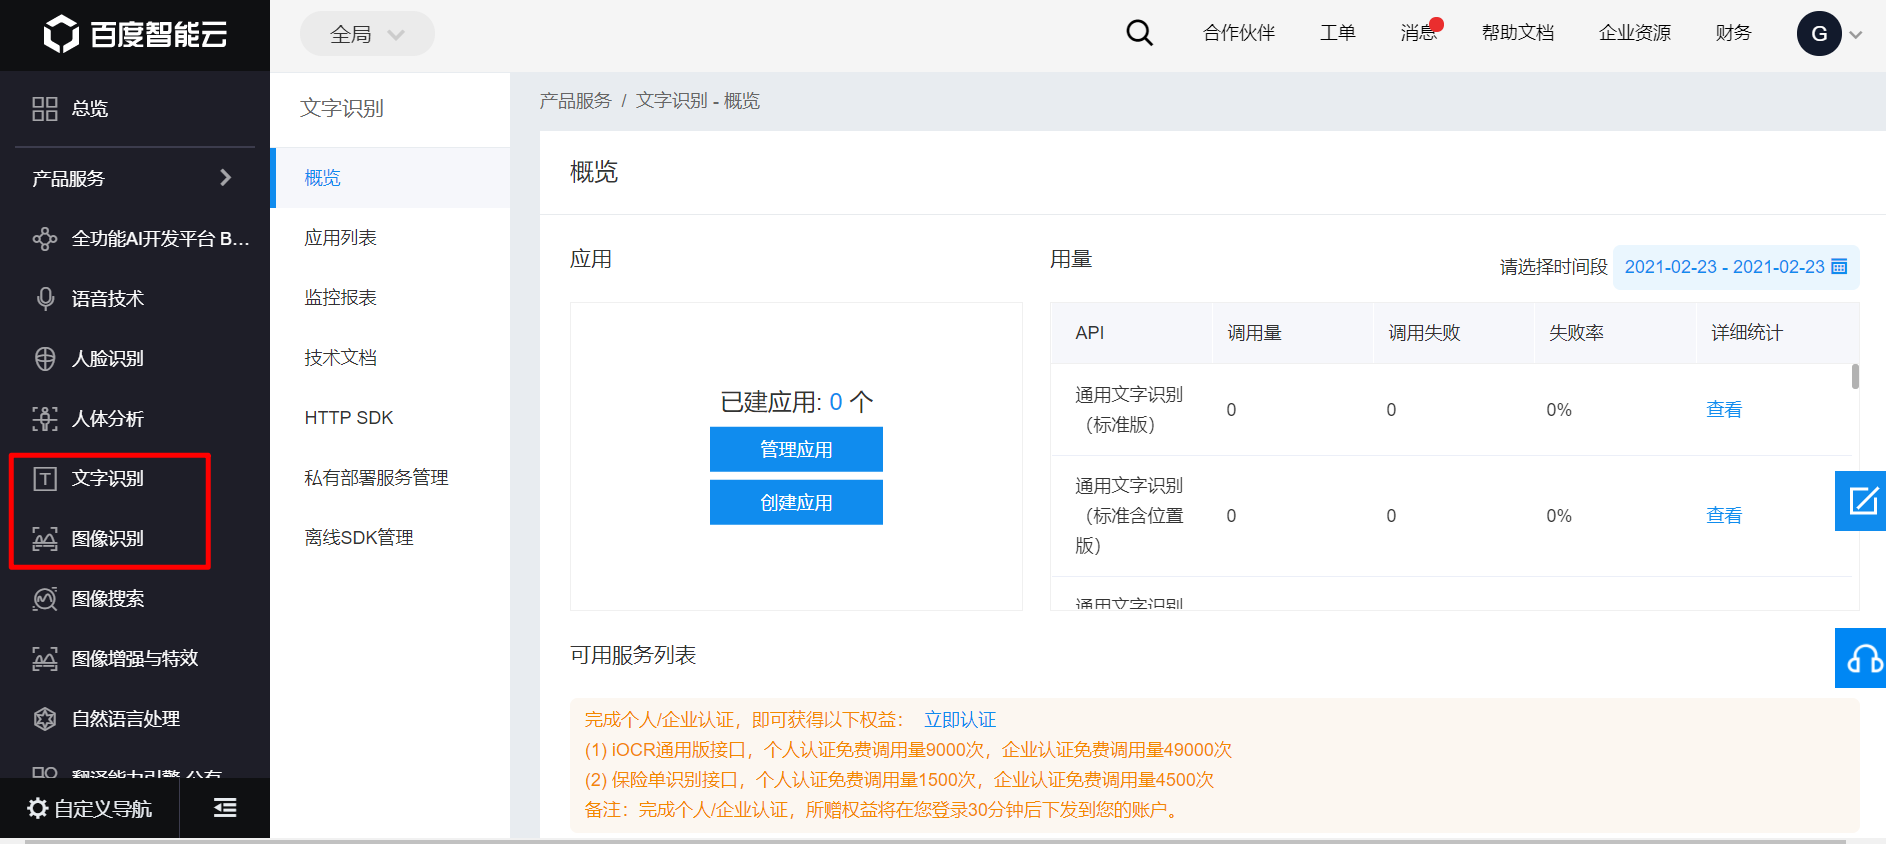 百度智能云
全局
合作伙伴
工单
消息
帮助文档
企业资源
财务
G
总览
产品服务
全功能AI开发平台 B...
语音技术
人脸识别
人体分析
文字识别
图像识别
图像搜索
图像增强与特效
自然语言处理
翻译能力引擎 公有
自定义导航
文字识别
概览
应用列表
监控报表
技术文档
HTTP SDK
私有部署服务管理
离线SDK管理
产品服务 / 文字识别 - 概览
概览
应用
已建应用: 0 个
管理应用
创建应用
用量
请选择时间段 2021-02-23 - 2021-02-23
API 调用量 调用失败 失败率 详细统计
通用文字识别
（标准版） 0 0 0% 查看
通用文字识别
（标准含位置 0 0 0% 查看
版）
通用文字识别
可用服务列表
完成个人/企业认证，即可获得以下权益： 立即认证
(1) iOCR通用版接口，个人认证免费调用量9000次，企业认证免费调用量49000次
(2) 保险单识别接口，个人认证免费调用量1500次，企业认证免费调用量4500次
备注：完成个人/企业认证，所赠权益将在您登录30分钟后下发到您的账户。